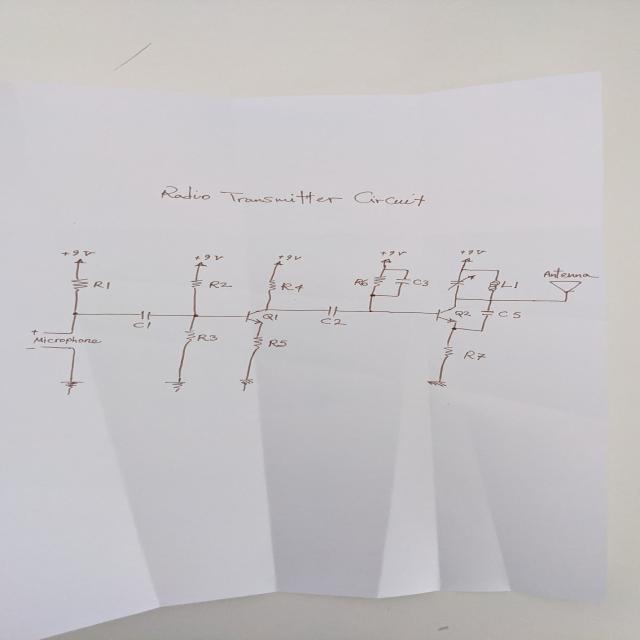 Radio Transmitter Circuit
+9V
+9V
+9V
+9V
+9V
R1
R2
R4
R6
C3
L1
Antenna
C1
Q1
C2
Q2
C5
+
Microphone
-
R3
R5
R7